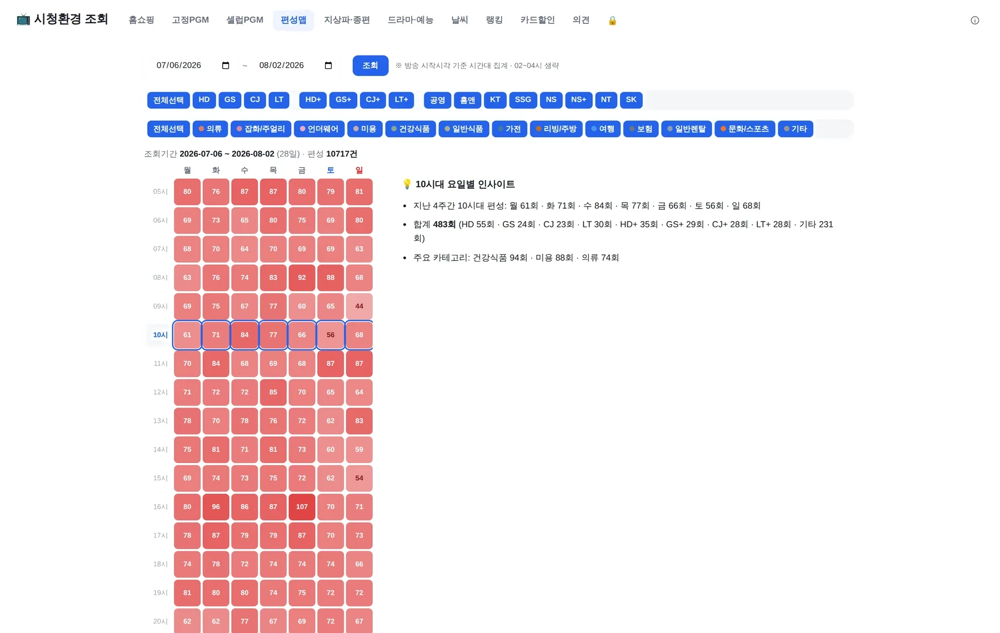 📺 시청환경 조회 홈쇼핑 고정PGM 셀럽PGM 편성맵 지상파·종편 드라마·예능 날씨 랭킹 카드할인 의견 🔒
07/06/2026 ~ 08/02/2026 조회 ※ 방송 시작시각 기준 시간대 집계 · 02~04시 생략
전체선택 HD GS CJ LT HD+ GS+ CJ+ LT+ 공영 홈앤 KT SSG NS NS+ NT SK
전체선택 의류 잡화/주얼리 언더웨어 미용 건강식품 일반식품 가전 리빙/주방 여행 보험 일반렌탈 문화/스포츠 기타
조회기간 2026-07-06 ~ 2026-08-02 (28일) · 편성 10717건
월 화 수 목 금 토 일
05시 80 76 87 87 80 79 81
06시 69 73 65 80 75 69 80
07시 68 70 64 70 69 69 63
08시 63 76 74 83 92 88 68
09시 69 75 67 77 60 65 44
10시 61 71 84 77 66 56 68
11시 70 84 68 69 68 87 87
12시 71 72 72 85 70 65 64
13시 78 70 78 76 72 62 83
14시 75 81 71 81 73 60 59
15시 69 74 73 75 72 62 54
16시 80 96 86 87 107 70 71
17시 78 87 79 79 87 70 73
18시 74 78 72 74 74 74 66
19시 81 80 80 74 75 72 72
20시 62 62 77 67 69 72 67
💡 10시대 요일별 인사이트
• 지난 4주간 10시대 편성: 월 61회 · 화 71회 · 수 84회 · 목 77회 · 금 66회 · 토 56회 · 일 68회
• 합계 483회 (HD 55회 · GS 24회 · CJ 23회 · LT 30회 · HD+ 35회 · GS+ 29회 · CJ+ 28회 · LT+ 28회 · 기타 231
회)
• 주요 카테고리: 건강식품 94회 · 미용 88회 · 의류 74회